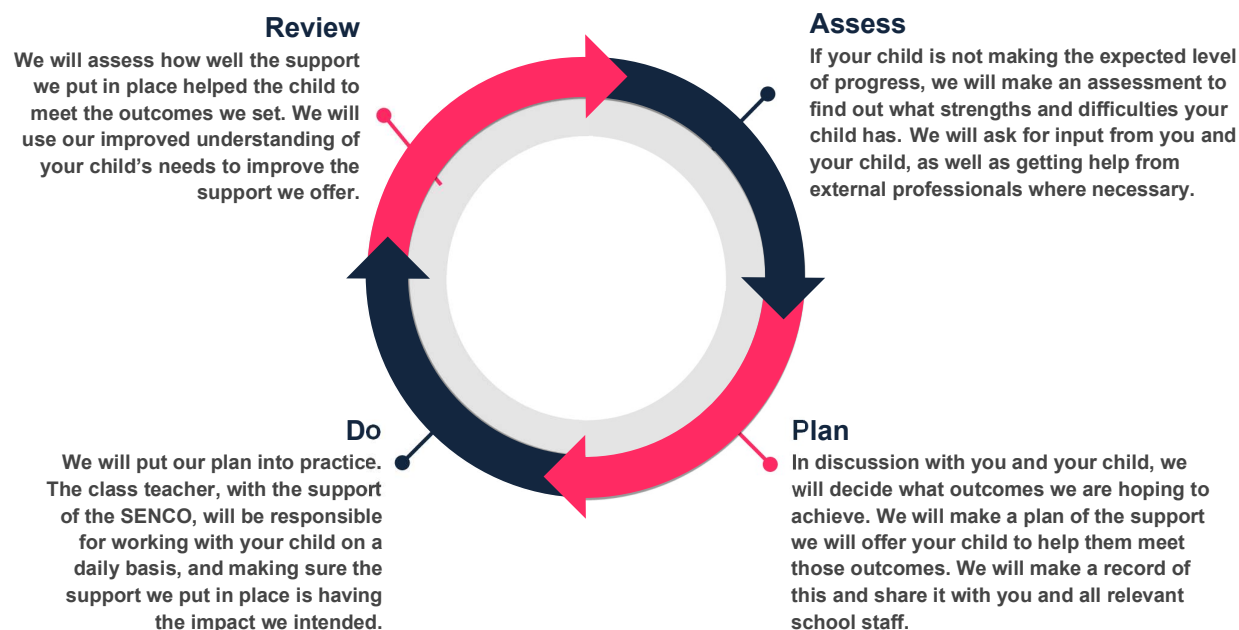 Review
We will assess how well the support
we put in place helped the child to
meet the outcomes we set. We will
use our improved understanding of
your child’s needs to improve the
support we offer.
Assess
If your child is not making the expected level
of progress, we will make an assessment to
find out what strengths and difficulties your
child has. We will ask for input from you and
your child, as well as getting help from
external professionals where necessary.
Do
We will put our plan into practice.
The class teacher, with the support
of the SENCO, will be responsible
for working with your child on a
daily basis, and making sure the
support we put in place is having
the impact we intended.
Plan
In discussion with you and your child, we
will decide what outcomes we are hoping to
achieve. We will make a plan of the support
we will offer your child to help them meet
those outcomes. We will make a record of
this and share it with you and all relevant
school staff.